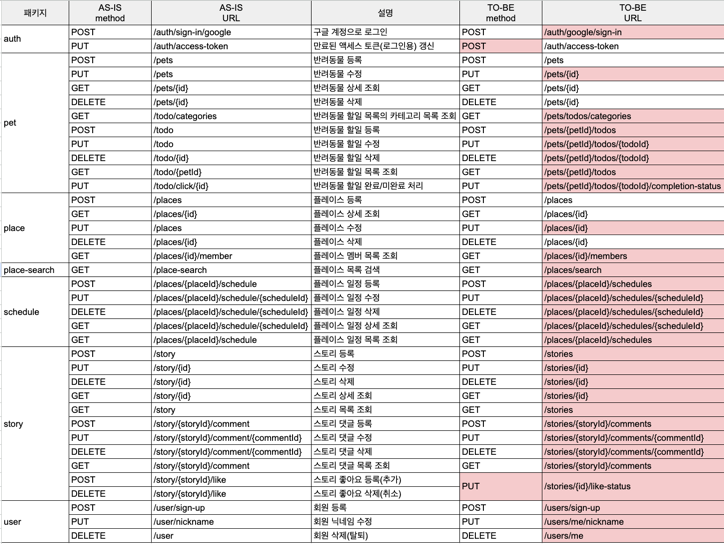 패키지 AS-IS method AS-IS URL 설명 TO-BE method TO-BE URL
auth POST /auth/sign-in/google 구글 계정으로 로그인 POST /auth/google/sign-in
PUT /auth/access-token 만료된 액세스 토큰(로그인용) 갱신 POST /auth/access-token
pet POST /pets 반려동물 등록 POST /pets
PUT /pets 반려동물 수정 PUT /pets/{id}
GET /pets/{id} 반려동물 상세 조회 GET /pets/{id}
DELETE /pets/{id} 반려동물 삭제 DELETE /pets/{id}
GET /todo/categories 반려동물 할일 목록의 카테고리 목록 조회 GET /pets/todos/categories
POST /todo 반려동물 할일 등록 POST /pets/{petId}/todos
PUT /todo 반려동물 할일 수정 PUT /pets/{petId}/todos/{todoId}
DELETE /todo/{id} 반려동물 할일 삭제 DELETE /pets/{petId}/todos/{todoId}
GET /todo/{petId} 반려동물 할일 목록 조회 GET /pets/{petId}/todos
PUT /todo/click/{id} 반려동물 할일 완료/미완료 처리 PUT /pets/{petId}/todos/{todoId}/completion-status
place POST /places 플레이스 등록 POST /places
GET /places/{id} 플레이스 상세 조회 GET /places/{id}
PUT /places 플레이스 수정 PUT /places/{id}
DELETE /places/{id} 플레이스 삭제 DELETE /places/{id}
GET /places/{id}/member 플레이스 멤버 목록 조회 GET /places/{id}/members
place-search GET /place-search 플레이스 목록 검색 GET /places/search
schedule POST /places/{placeId}/schedule 플레이스 일정 등록 POST /places/{placeId}/schedules
PUT /places/{placeId}/schedule/{scheduleId} 플레이스 일정 수정 PUT /places/{placeId}/schedules/{scheduleId}
DELETE /places/{placeId}/schedule/{scheduleId} 플레이스 일정 삭제 DELETE /places/{placeId}/schedules/{scheduleId}
GET /places/{placeId}/schedule/{scheduleId} 플레이스 일정 상세 조회 GET /places/{placeId}/schedules/{scheduleId}
GET /places/{placeId}/schedule 플레이스 일정 목록 조회 GET /places/{placeId}/schedules
story POST /story 스토리 등록 POST /stories
PUT /story/{id} 스토리 수정 PUT /stories/{id}
DELETE /story/{id} 스토리 삭제 DELETE /stories/{id}
GET /story/{id} 스토리 상세 조회 GET /stories/{id}
GET /story 스토리 목록 조회 GET /stories
POST /story/{storyId}/comment 스토리 댓글 등록 POST /stories/{storyId}/comments
PUT /story/{storyId}/comment/{commentId} 스토리 댓글 수정 PUT /stories/{storyId}/comments/{commentId}
DELETE /story/{storyId}/comment/{commentId} 스토리 댓글 삭제 DELETE /stories/{storyId}/comments/{commentId}
GET /story/{storyId}/comment 스토리 댓글 목록 조회 GET /stories/{storyId}/comments
POST /story/{storyId}/like 스토리 좋아요 등록(추가) PUT /stories/{id}/like-status
DELETE /story/{storyId}/like 스토리 좋아요 삭제(취소)
user POST /user/sign-up 회원 등록 POST /users/sign-up
PUT /user/nickname 회원 닉네임 수정 PUT /users/me/nickname
DELETE /user 회원 삭제(탈퇴) DELETE /users/me